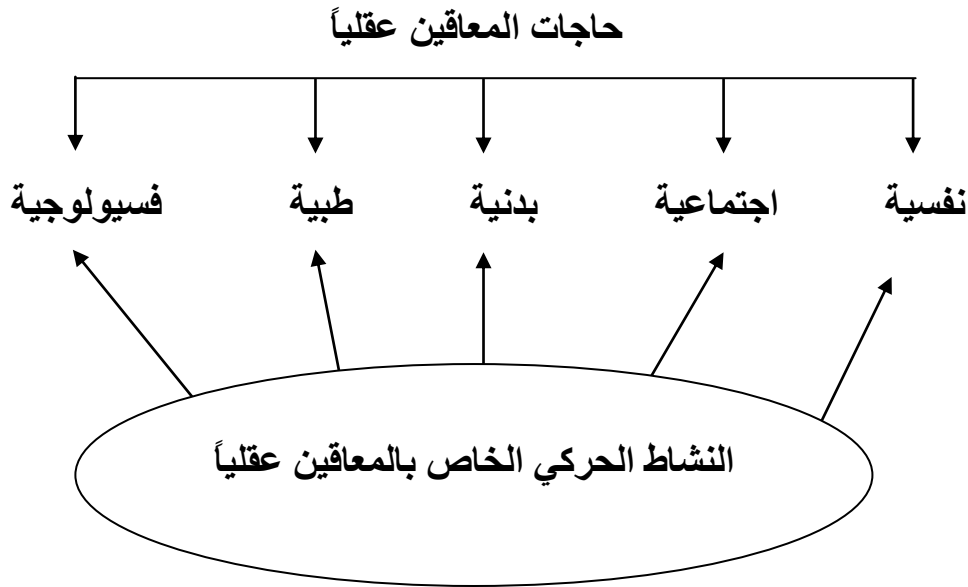 حاجات المعاقين عقلياً
نفسية اجتماعية بدنية طبية فسيولوجية
النشاط الحركي الخاص بالمعاقين عقلياً